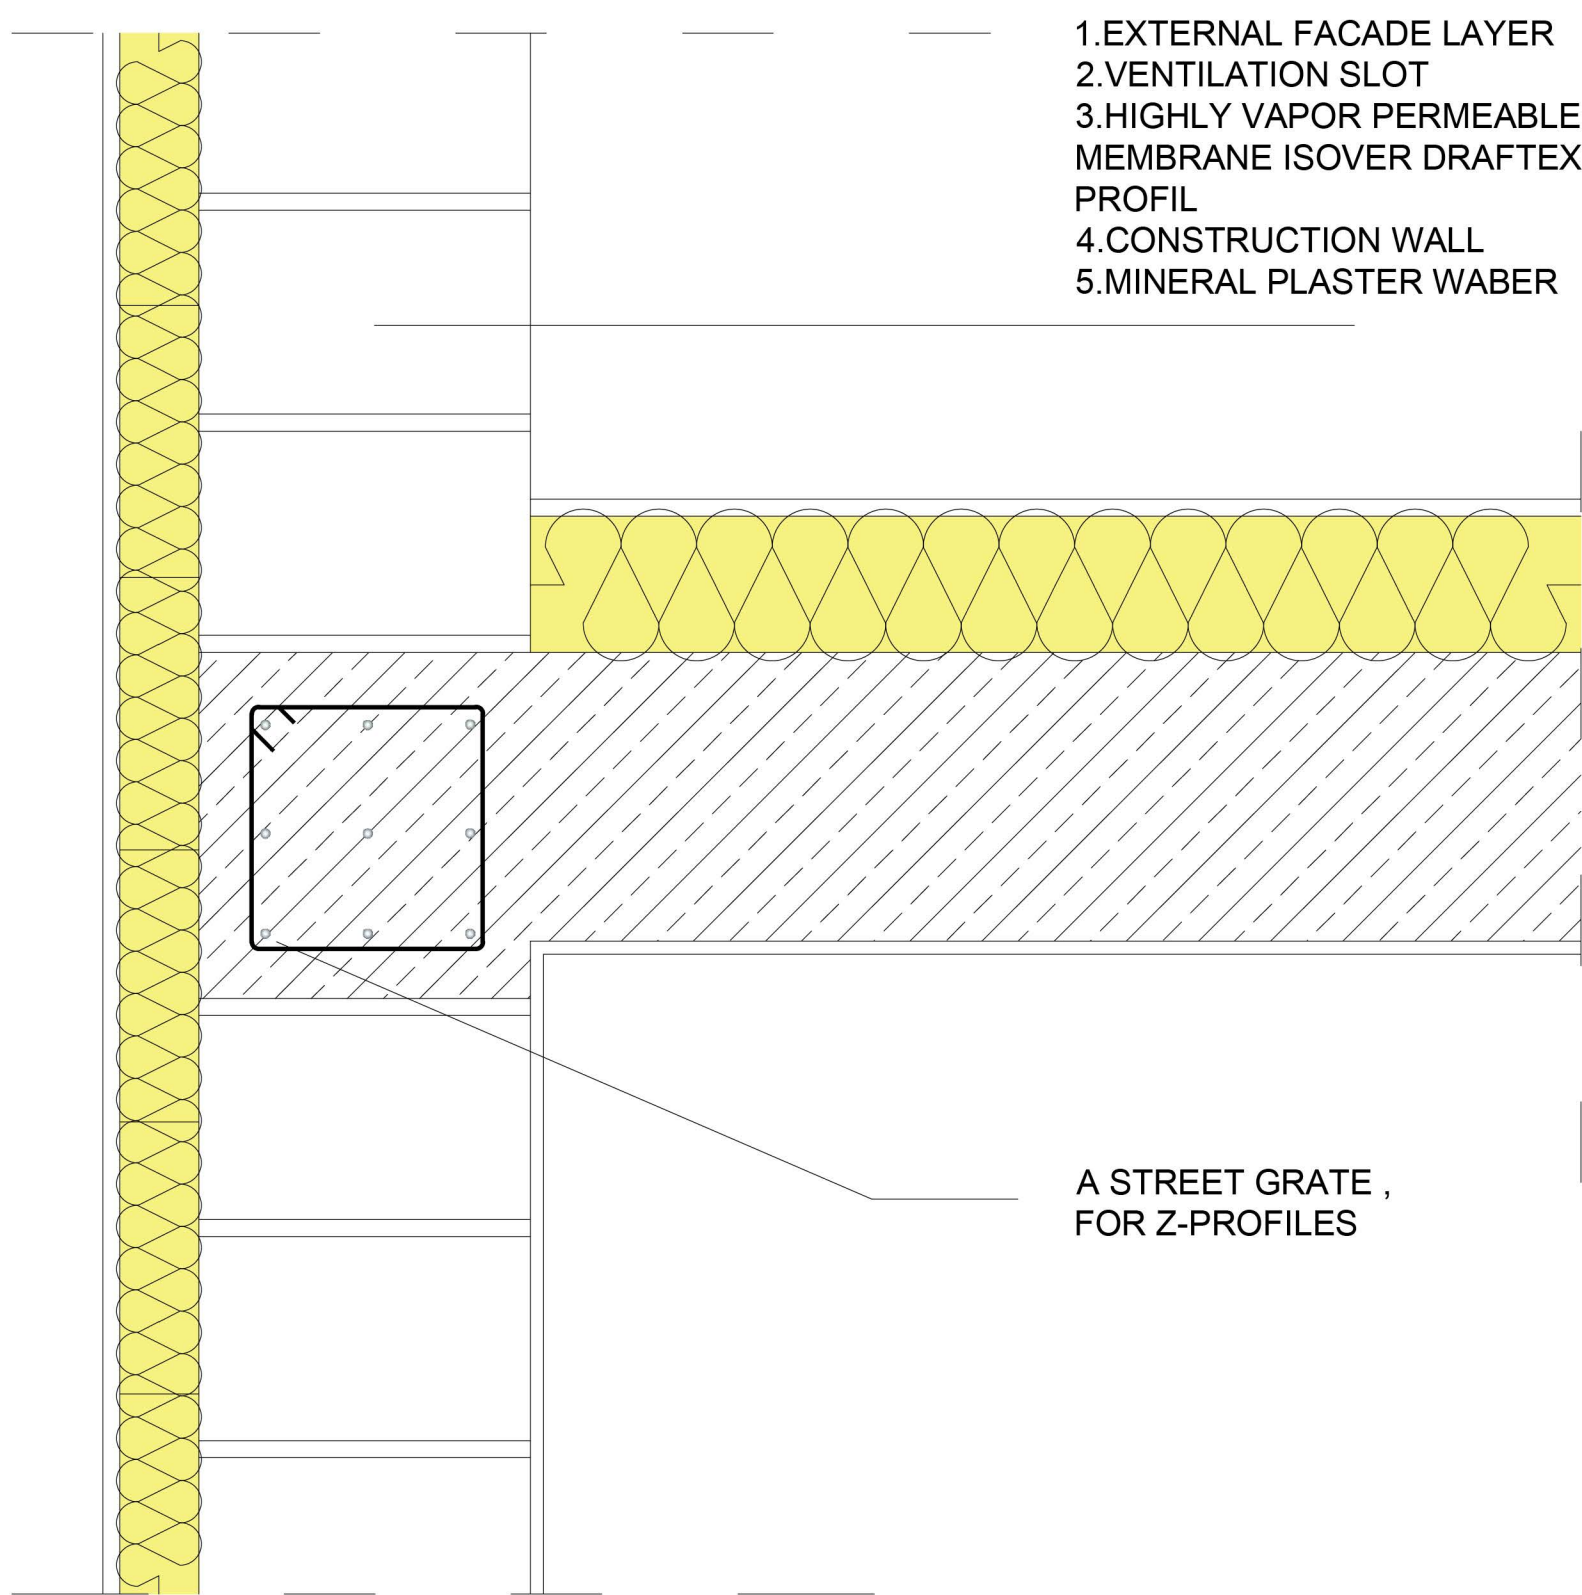 1.EXTERNAL FACADE LAYER
2.VENTILATION SLOT
3.HIGHLY VAPOR PERMEABLE
MEMBRANE ISOVER DRAFTEX
PROFIL
4.CONSTRUCTION WALL
5.MINERAL PLASTER WABER
A STREET GRATE ,
FOR Z-PROFILES